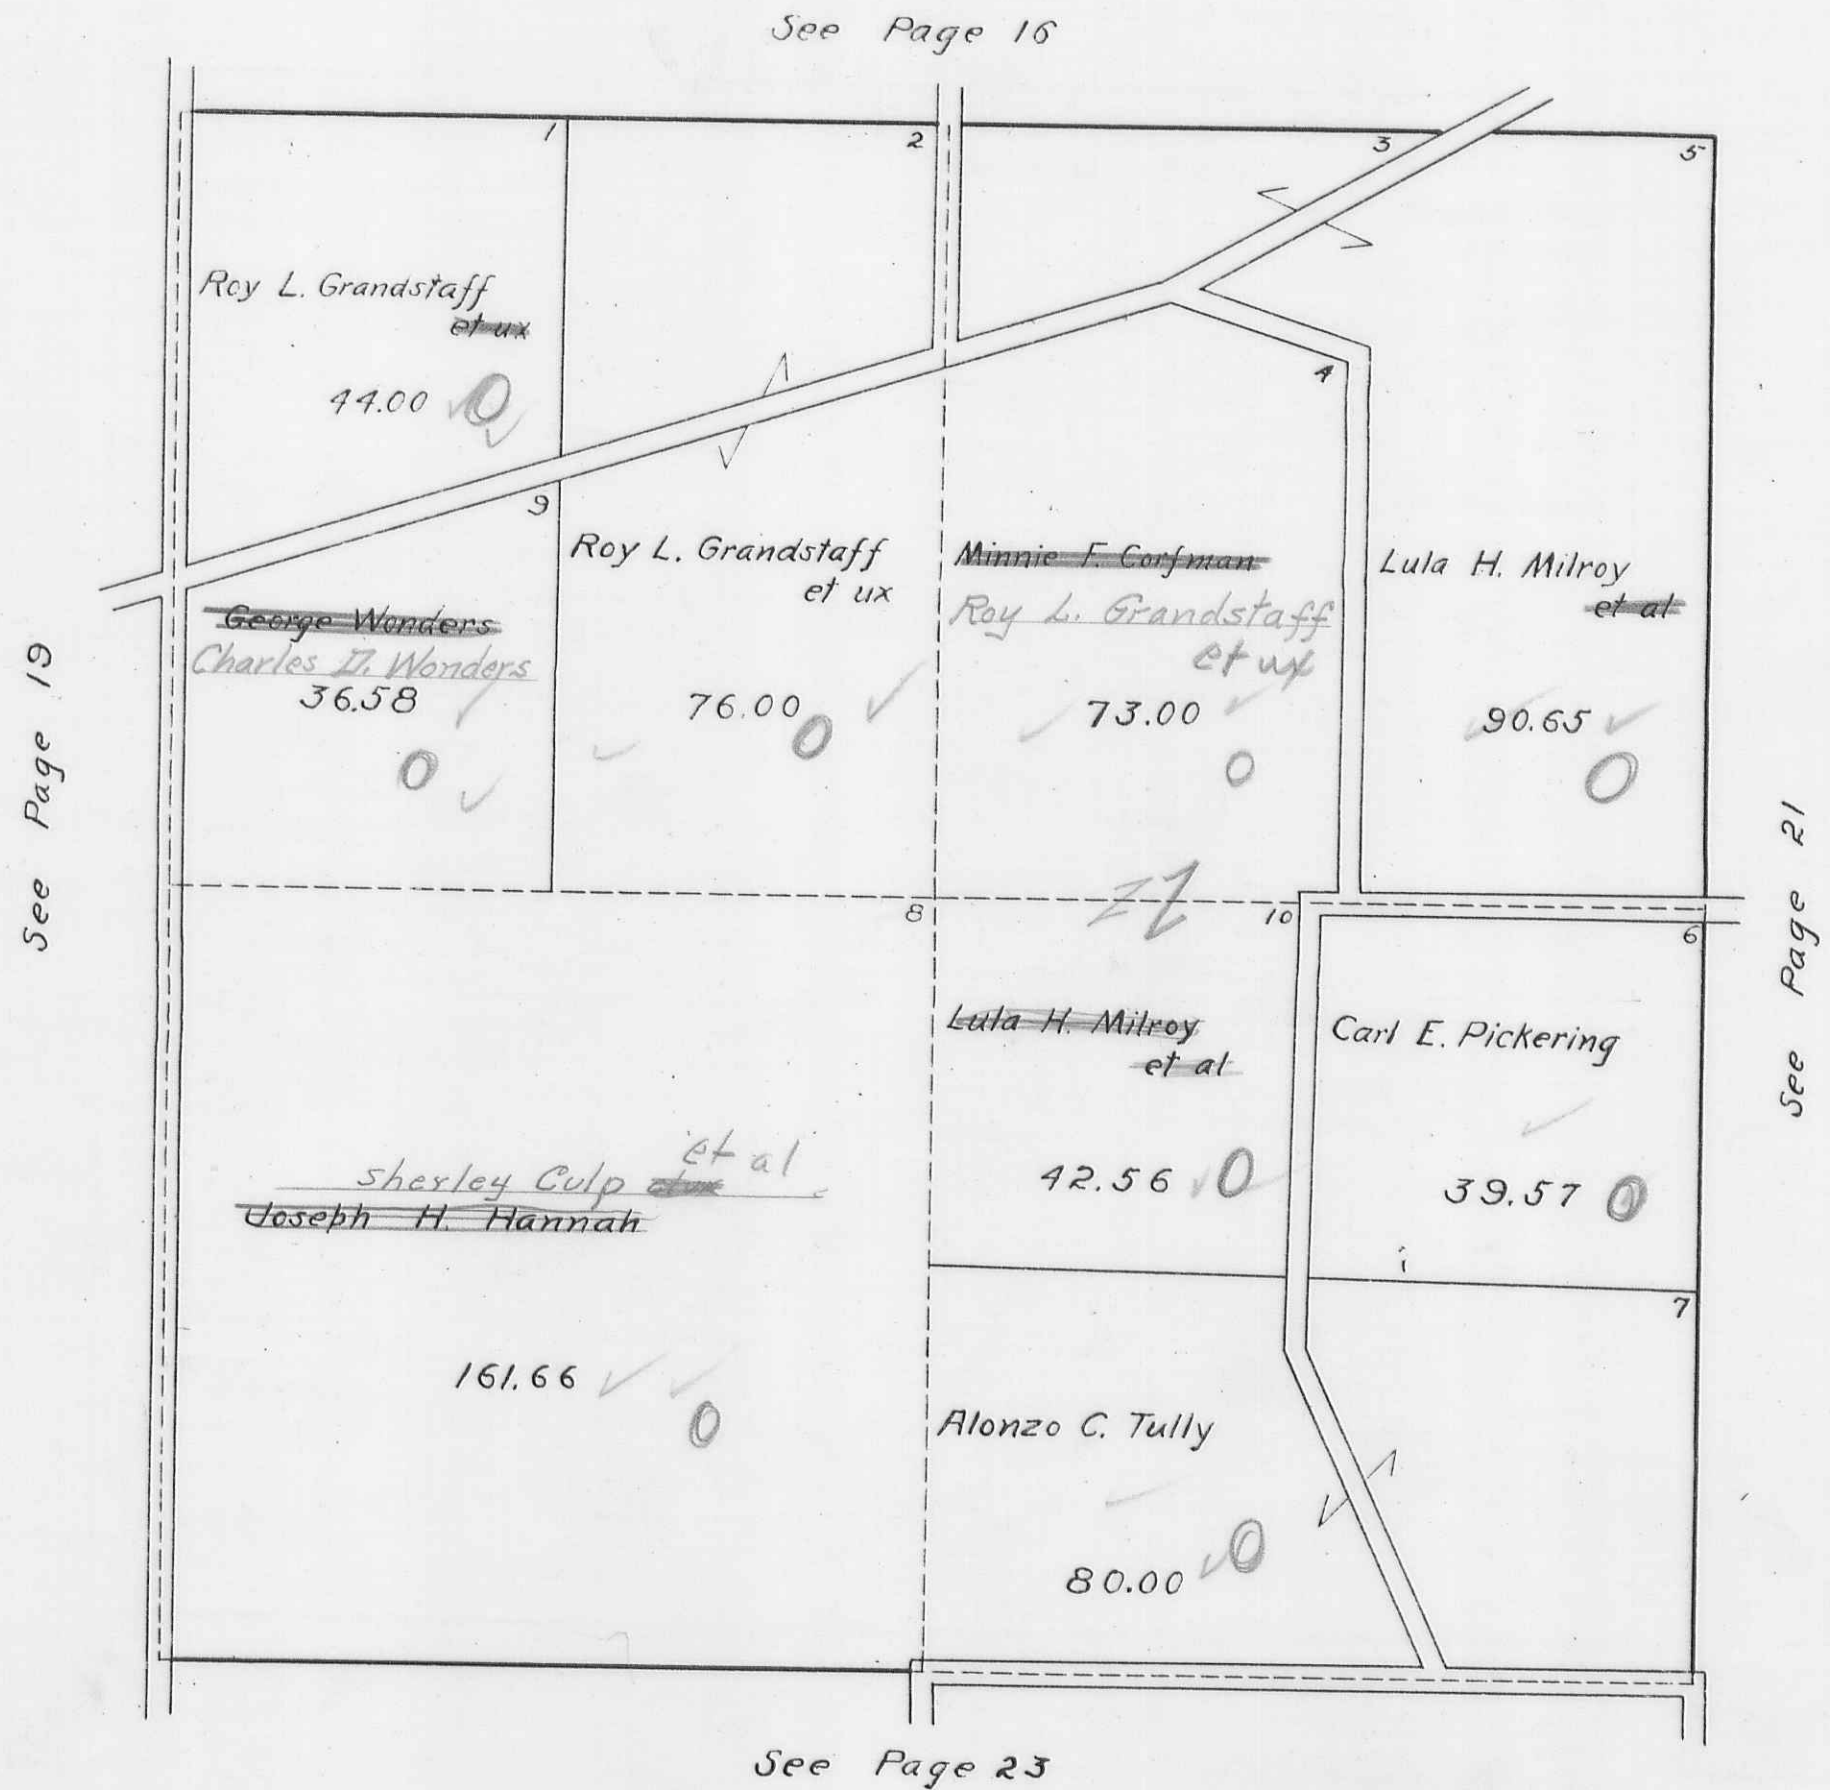 See Page 16
1
2
3
5
Roy L. Grandstaff
et ux
44.00
4
9
Roy L. Grandstaff
et ux
76.00
George Wonders
Charles D. Wonders
36.58
Minnie F. Corfman
Roy L. Grandstaff
et ux
73.00
Lula H. Milroy
et al
90.65
See Page 19
See Page 21
8
10
6
Lula H. Milroy
et al
42.56
Carl E. Pickering
39.57
et al
Sherley Culp et ux
Joseph H. Hannah
161.66
7
Alonzo C. Tully
80.00
See Page 23